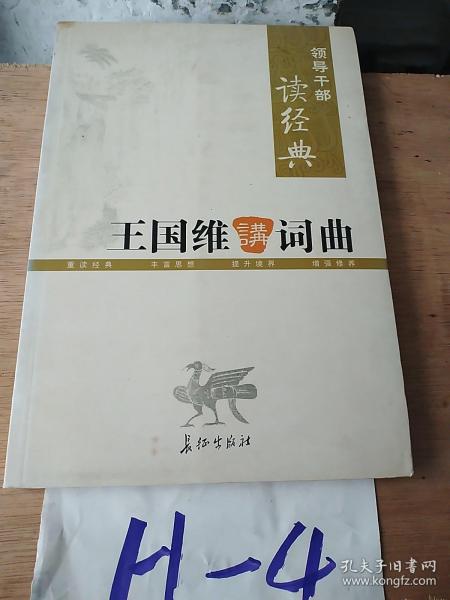 领导干部
读经典
王国维講词曲
重读经典 丰富思想 提升境界 增强修养
长征出版社
H-4
孔夫子旧书网
www.kongfz.com